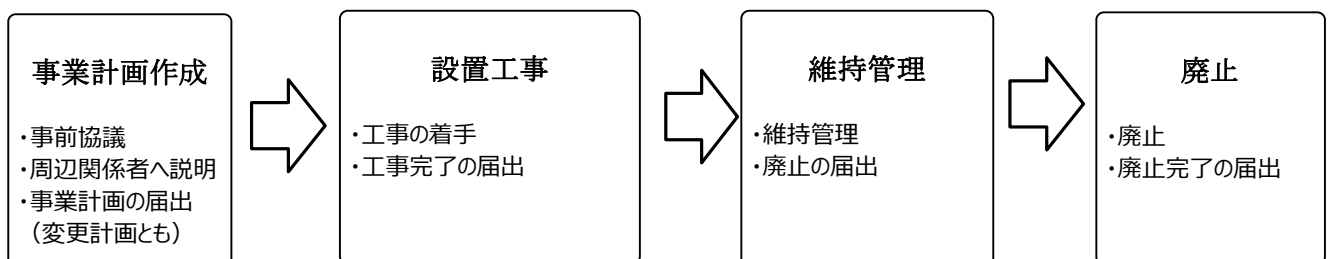 事業計画作成
・事前協議
・周辺関係者へ説明
・事業計画の届出
（変更計画とも）
設置工事
・工事の着手
・工事完了の届出
維持管理
・維持管理
・廃止の届出
廃止
・廃止
・廃止完了の届出